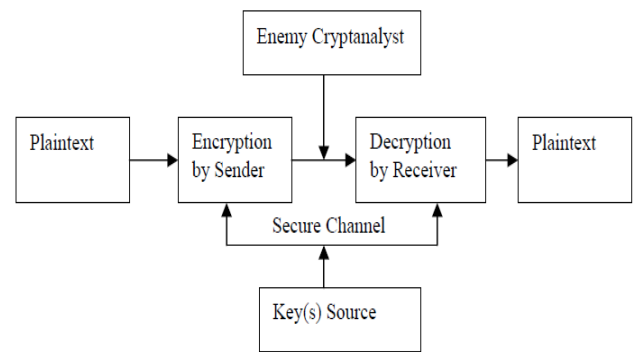 Enemy Cryptanalyst
Plaintext
Encryption
by Sender
Decryption
by Receiver
Plaintext
Secure Channel
Key(s) Source